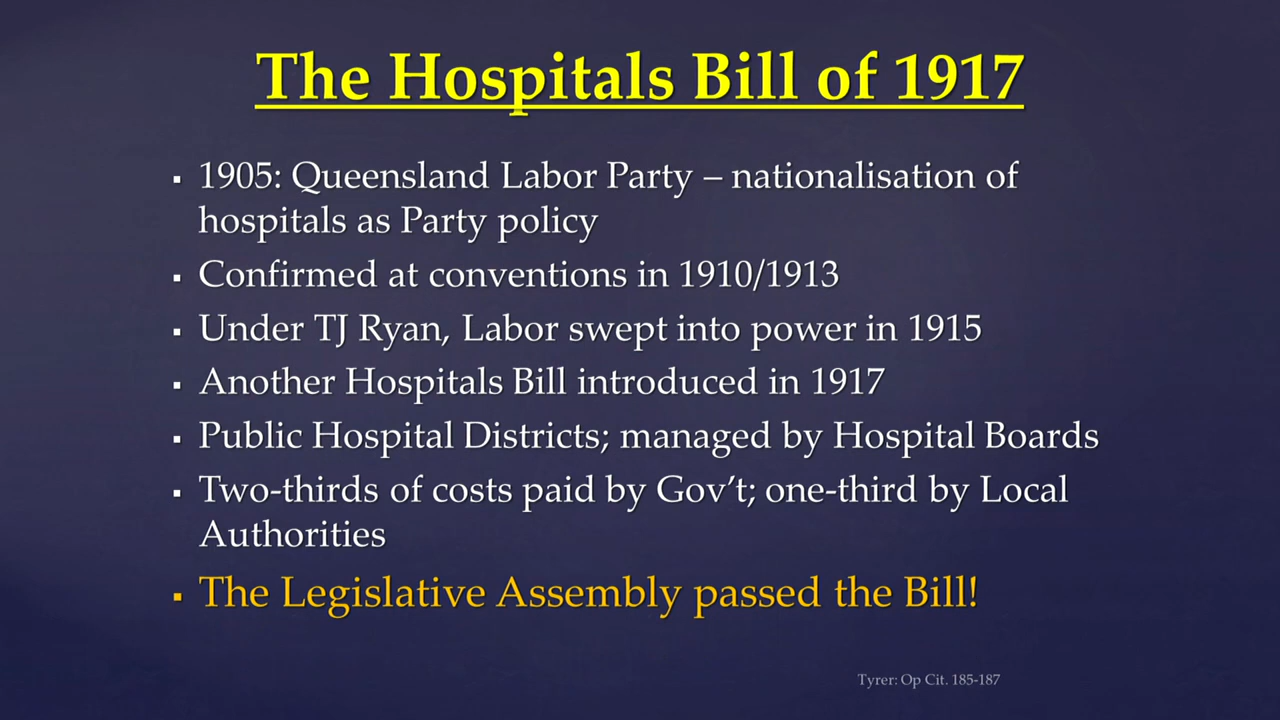 The Hospitals Bill of 1917
▪ 1905: Queensland Labor Party – nationalisation of
hospitals as Party policy
▪ Confirmed at conventions in 1910/1913
▪ Under TJ Ryan, Labor swept into power in 1915
▪ Another Hospitals Bill introduced in 1917
▪ Public Hospital Districts; managed by Hospital Boards
▪ Two-thirds of costs paid by Gov’t; one-third by Local
Authorities
▪ The Legislative Assembly passed the Bill!
Tyrer: Op Cit. 185-187